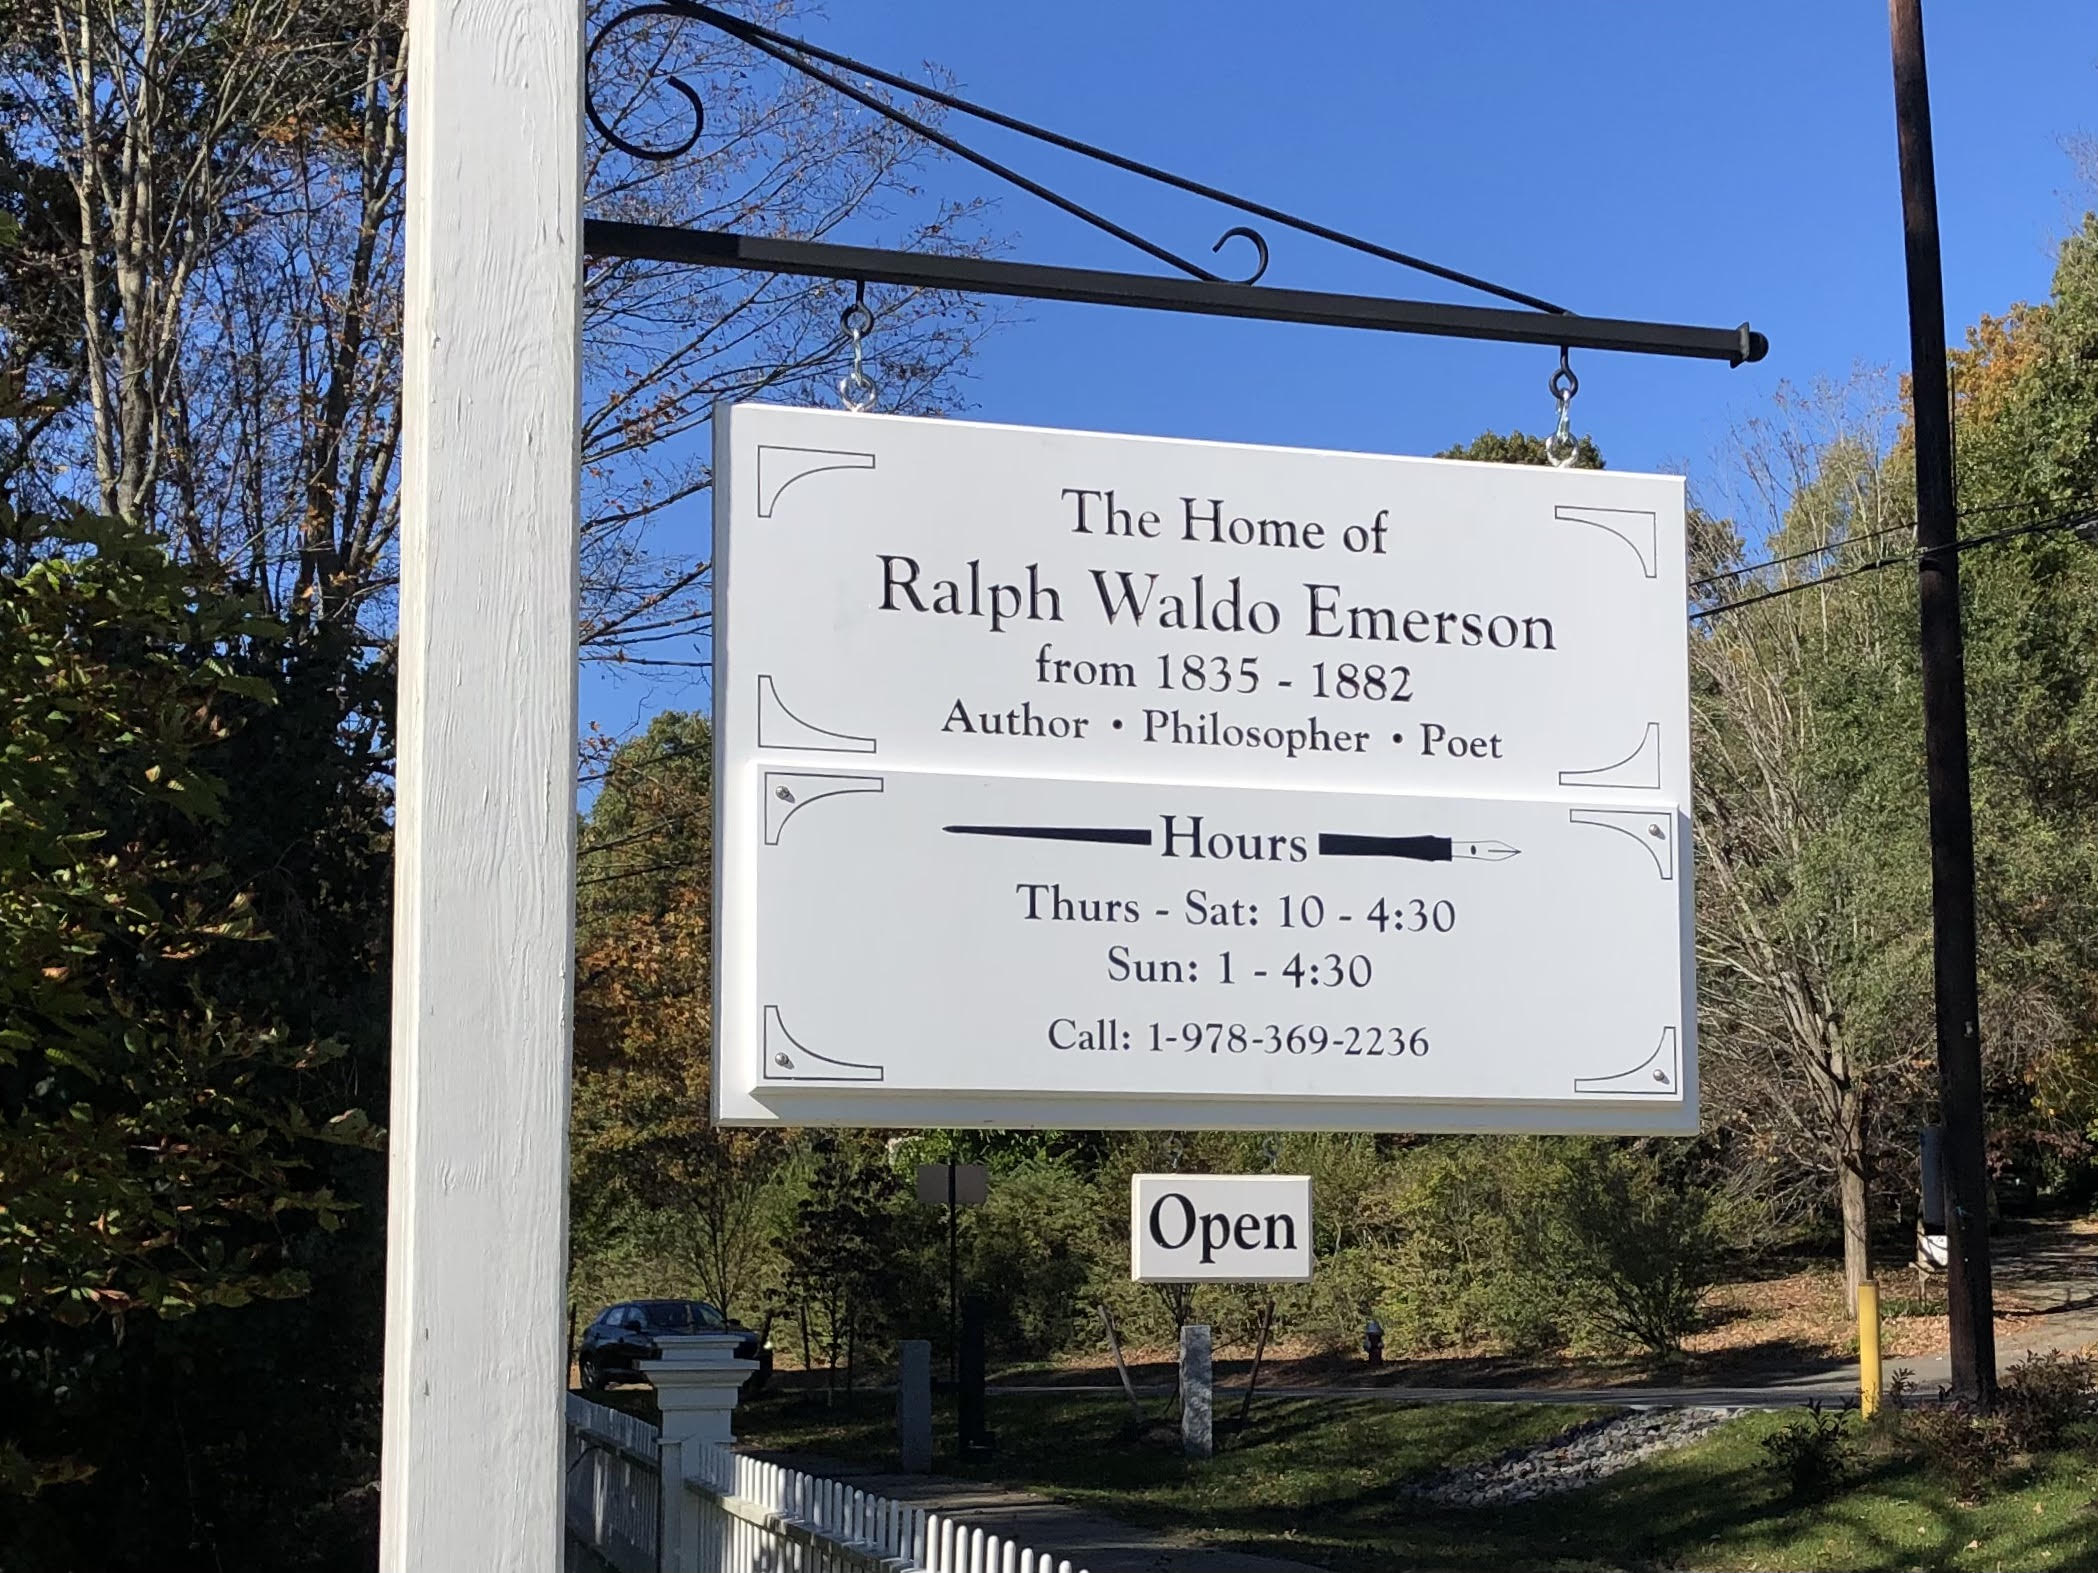 The Home of
Ralph Waldo Emerson
from 1835 - 1882
Author • Philosopher • Poet
Hours
Thurs - Sat: 10 - 4:30
Sun: 1 - 4:30
Call: 1-978-369-2236
Open